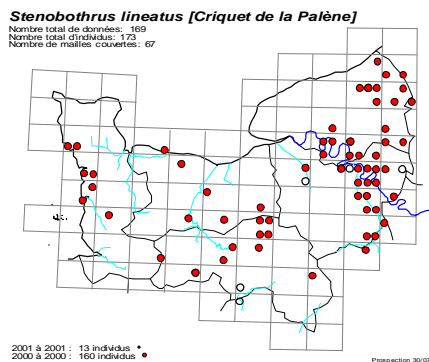 Stenobothrus lineatus [Criquet de la Palène]
Nombre total de données: 169
Nombre total d'individus: 173
Nombre de mailles couvertes: 67
2001 à 2001 : 13 individus
2000 à 2000 : 160 individus
Prospection 30/07